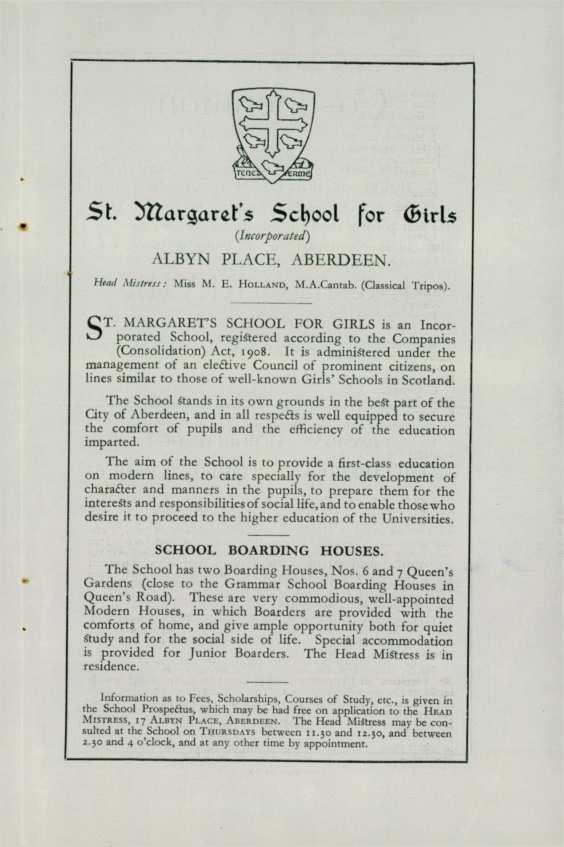 TENEZ FERME
St. Margaret's School for Girls
(Incorporated)
ALBYN PLACE, ABERDEEN.
Head Mistress: Miss M. E. HOLLAND, M.A.Cantab. (Classical Tripos).
ST. MARGARET'S SCHOOL FOR GIRLS is an Incor-
porated School, registered according to the Companies
(Consolidation) Act, 1908. It is administered under the
management of an elective Council of prominent citizens, on
lines similar to those of well-known Girls' Schools in Scotland.
The School stands in its own grounds in the best part of the
City of Aberdeen, and in all respects is well equipped to secure
the comfort of pupils and the efficiency of the education
imparted.
The aim of the School is to provide a first-class education
on modern lines, to care specially for the development of
character and manners in the pupils, to prepare them for the
interests and responsibilities of social life, and to enable those who
desire it to proceed to the higher education of the Universities.
SCHOOL BOARDING HOUSES.
The School has two Boarding Houses, Nos. 6 and 7 Queen's
Gardens (close to the Grammar School Boarding Houses in
Queen's Road). These are very commodious, well-appointed
Modern Houses, in which Boarders are provided with the
comforts of home, and give ample opportunity both for quiet
study and for the social side of life. Special accommodation
is provided for Junior Boarders. The Head Mistress is in
residence.
Information as to Fees, Scholarships, Courses of Study, etc., is given in
the School Prospectus, which may be had free on application to the HEAD
MISTRESS, 17 ALBYN PLACE, ABERDEEN. The Head Mistress may be con-
sulted at the School on THURSDAYS between 11.30 and 12.30, and between
2.30 and 4 o'clock, and at any other time by appointment.